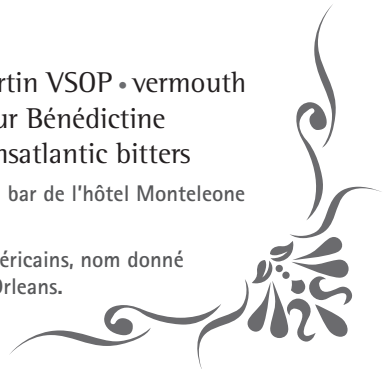 rtin VSOP • vermouth
ur Bénédictine
nsatlantic bitters
bar de l'hôtel Monteleone
éricains, nom donné
Orleans.